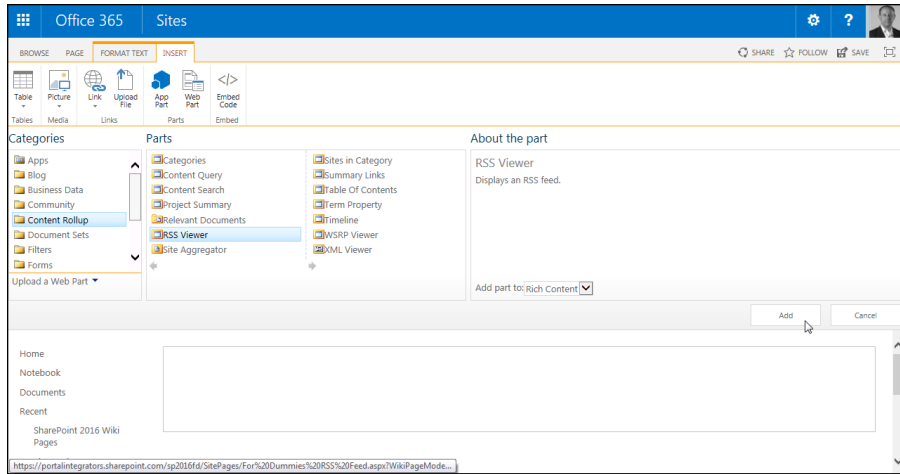 Office 365 Sites ?
BROWSE PAGE FORMAT TEXT INSERT SHARE FOLLOW SAVE
Table Picture Link Upload File App Part Web Part Embed Code
Tables Media Links Parts Embed
Categories Parts About the part
Apps Categories Sites in Category RSS Viewer
Blog Content Query Summary Links Displays an RSS feed.
Business Data Content Search Table Of Contents
Community Project Summary Term Property
Content Rollup Relevant Documents Timeline
Document Sets RSS Viewer WSRP Viewer
Filters Site Aggregator XML Viewer
Forms
Upload a Web Part Add part to: Rich Content
Add Cancel
Home
Notebook
Documents
Recent
SharePoint 2016 Wiki
Pages
https://portalintegrators.sharepoint.com/sp2016fd/SitePages/For%20Dummies%20RSS%20Feed.aspx?WikiPageMode...